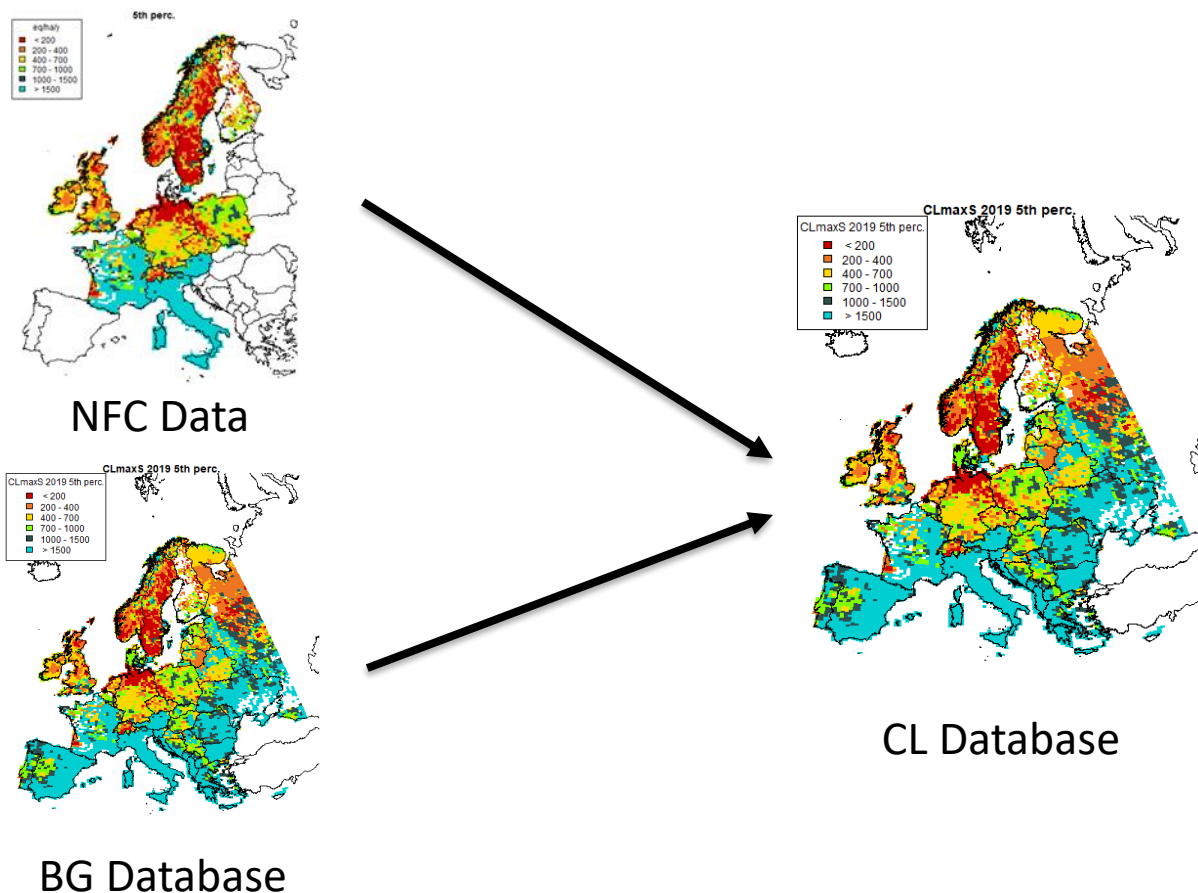 5th perc.
eq/ha/y
< 200
200 - 400
400 - 700
700 - 1000
1000 - 1500
> 1500
NFC Data
CLmaxS 2019 5th perc.
CLmaxS 2019 5th perc.
< 200
200 - 400
400 - 700
700 - 1000
1000 - 1500
> 1500
BG Database
CLmaxS 2019 5th perc.
CLmaxS 2019 5th perc.
< 200
200 - 400
400 - 700
700 - 1000
1000 - 1500
> 1500
CL Database